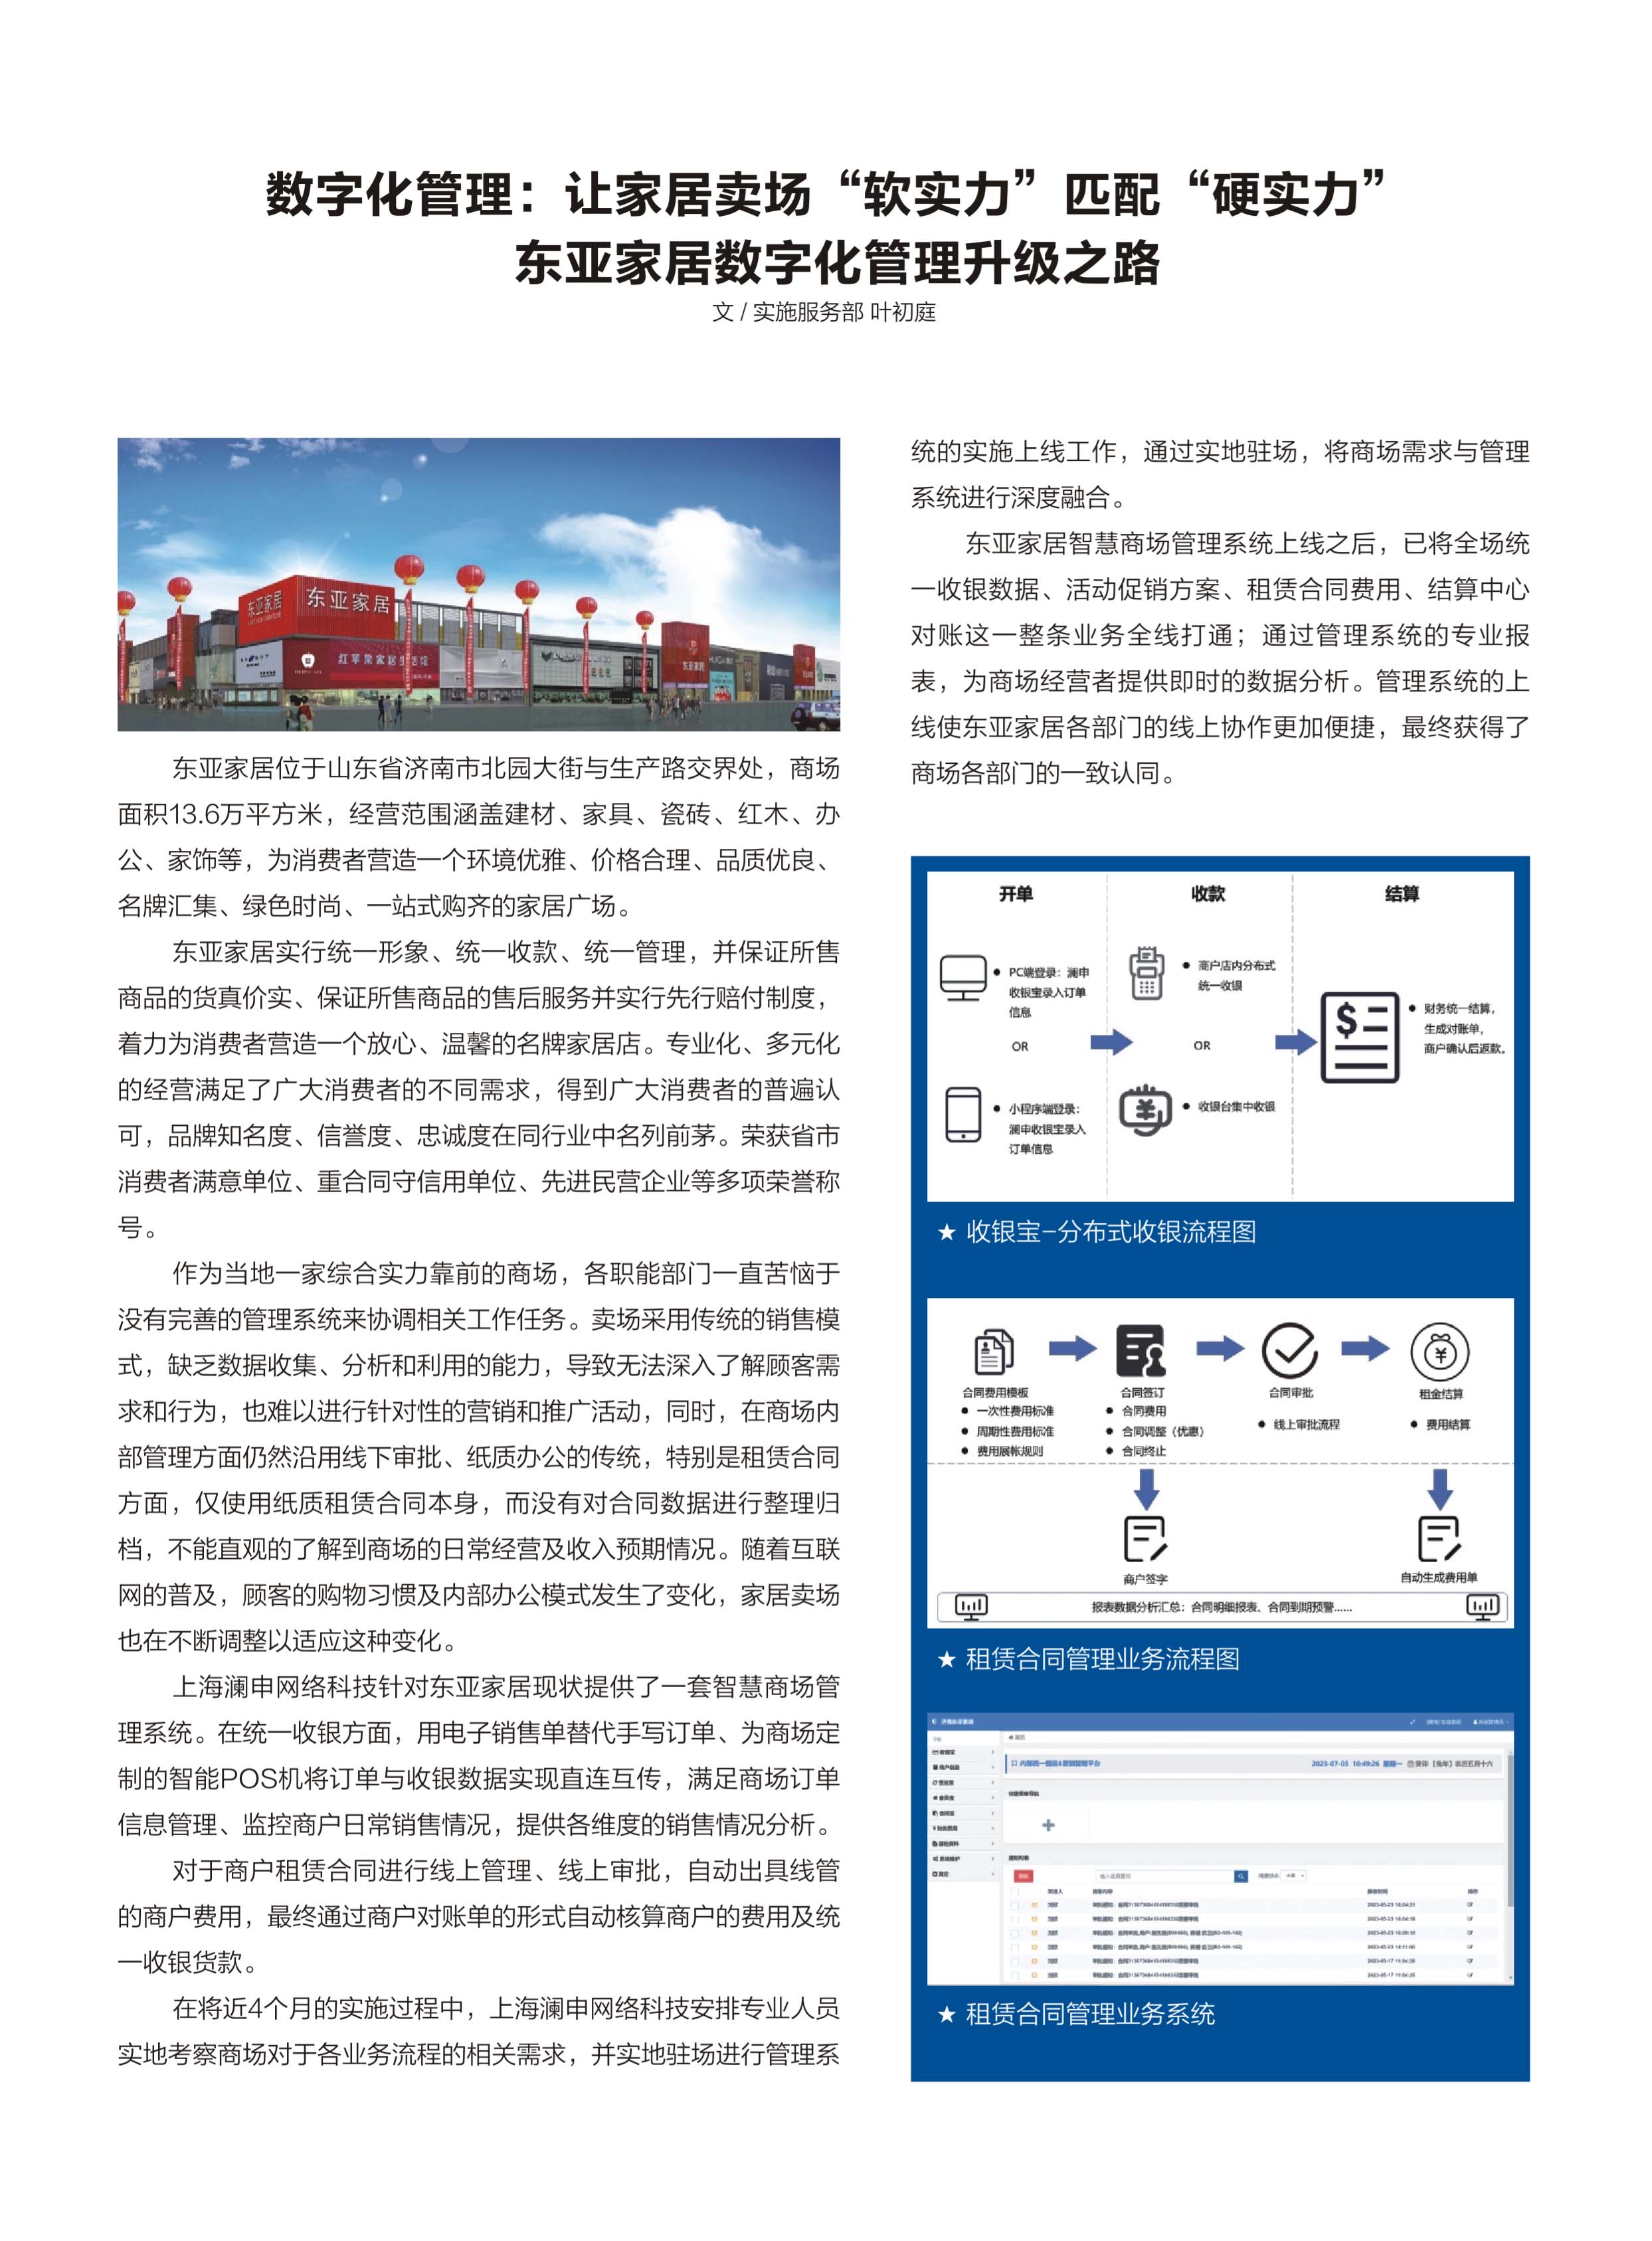 数字化管理：让家居卖场“软实力”匹配“硬实力”
东亚家居数字化管理升级之路
文 / 实施服务部 叶初庭
东亚家居
东亚家居
红苹果家居生活馆
东亚家居
东亚家居位于山东省济南市北园大街与生产路交界处，商场
面积13.6万平方米，经营范围涵盖建材、家具、瓷砖、红木、办
公、家饰等，为消费者营造一个环境优雅、价格合理、品质优良、
名牌汇集、绿色时尚、一站式购齐的家居广场。
东亚家居实行统一形象、统一收款、统一管理，并保证所售
商品的货真价实、保证所售商品的售后服务并实行先行赔付制度，
着力为消费者营造一个放心、温馨的名牌家居店。专业化、多元化
的经营满足了广大消费者的不同需求，得到广大消费者的普遍认
可，品牌知名度、信誉度、忠诚度在同行业中名列前茅。荣获省市
消费者满意单位、重合同守信用单位、先进民营企业等多项荣誉称
号。
作为当地一家综合实力靠前的商场，各职能部门一直苦恼于
没有完善的管理系统来协调相关工作任务。卖场采用传统的销售模
式，缺乏数据收集、分析和利用的能力，导致无法深入了解顾客需
求和行为，也难以进行针对性的营销和推广活动，同时，在商场内
部管理方面仍然沿用线下审批、纸质办公的传统，特别是租赁合同
方面，仅使用纸质租赁合同本身，而没有对合同数据进行整理归
档，不能直观的了解到商场的日常经营及收入预期情况。随着互联
网的普及，顾客的购物习惯及内部办公模式发生了变化，家居卖场
也在不断调整以适应这种变化。
上海澜申网络科技针对东亚家居现状提供了一套智慧商场管
理系统。在统一收银方面，用电子销售单替代手写订单、为商场定
制的智能POS机将订单与收银数据实现直连互传，满足商场订单
信息管理、监控商户日常销售情况，提供各维度的销售情况分析。
对于商户租赁合同进行线上管理、线上审批，自动出具线管
的商户费用，最终通过商户对账单的形式自动核算商户的费用及统
一收银货款。
在将近4个月的实施过程中，上海澜申网络科技安排专业人员
实地考察商场对于各业务流程的相关需求，并实地驻场进行管理系
统的实施上线工作，通过实地驻场，将商场需求与管理
系统进行深度融合。
东亚家居智慧商场管理系统上线之后，已将全场统
一收银数据、活动促销方案、租赁合同费用、结算中心
对账这一整条业务全线打通；通过管理系统的专业报
表，为商场经营者提供即时的数据分析。管理系统的上
线使东亚家居各部门的线上协作更加便捷，最终获得了
商场各部门的一致认同。
开单
收款
结算
● PC端登录：澜申
收银宝录入订单
信息
OR
● 小程序端登录：
澜申收银宝录入
订单信息
● 商户店内分布式
统一收银
OR
● 收银台集中收银
● 财务统一结算，
生成对账单，
商户确认后返款。
★ 收银宝-分布式收银流程图
合同费用模板
● 一次性费用标准
● 周期性费用标准
● 费用展帐规则
合同签订
● 合同费用
● 合同调整（优惠）
● 合同终止
合同审批
● 线上审批流程
租金结算
● 费用结算
商户签字
自动生成费用单
报表数据分析汇总：合同明细报表、合同到期预警……
★ 租赁合同管理业务流程图
2023-07-03 10:49:26 星期一
★ 租赁合同管理业务系统